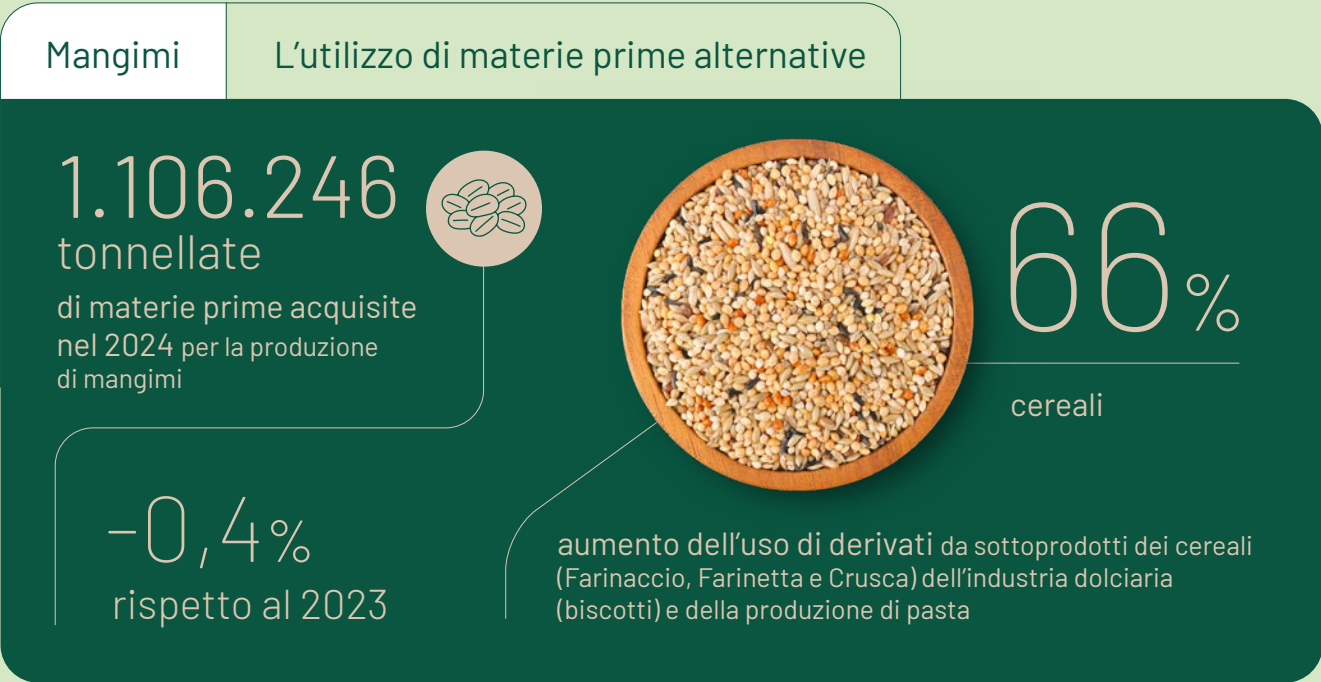 Mangimi
L’utilizzo di materie prime alternative
1.106.246
tonnellate
di materie prime acquisite
nel 2024 per la produzione
di mangimi
–0,4%
rispetto al 2023
66%
cereali
aumento dell’uso di derivati da sottoprodotti dei cereali
(Farinaccio, Farinetta e Crusca) dell’industria dolciaria
(biscotti) e della produzione di pasta